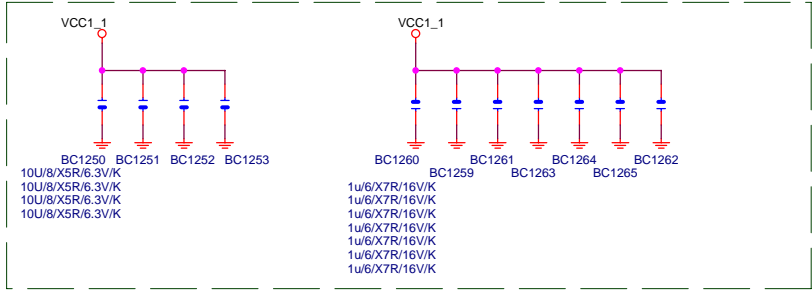 VCC1_1
VCC1_1
BC1250 BC1251 BC1252 BC1253
10U/8/X5R/6.3V/K
10U/8/X5R/6.3V/K
10U/8/X5R/6.3V/K
10U/8/X5R/6.3V/K
BC1260 BC1261 BC1264 BC1262
BC1259 BC1263 BC1265
1u/6/X7R/16V/K
1u/6/X7R/16V/K
1u/6/X7R/16V/K
1u/6/X7R/16V/K
1u/6/X7R/16V/K
1u/6/X7R/16V/K
1u/6/X7R/16V/K